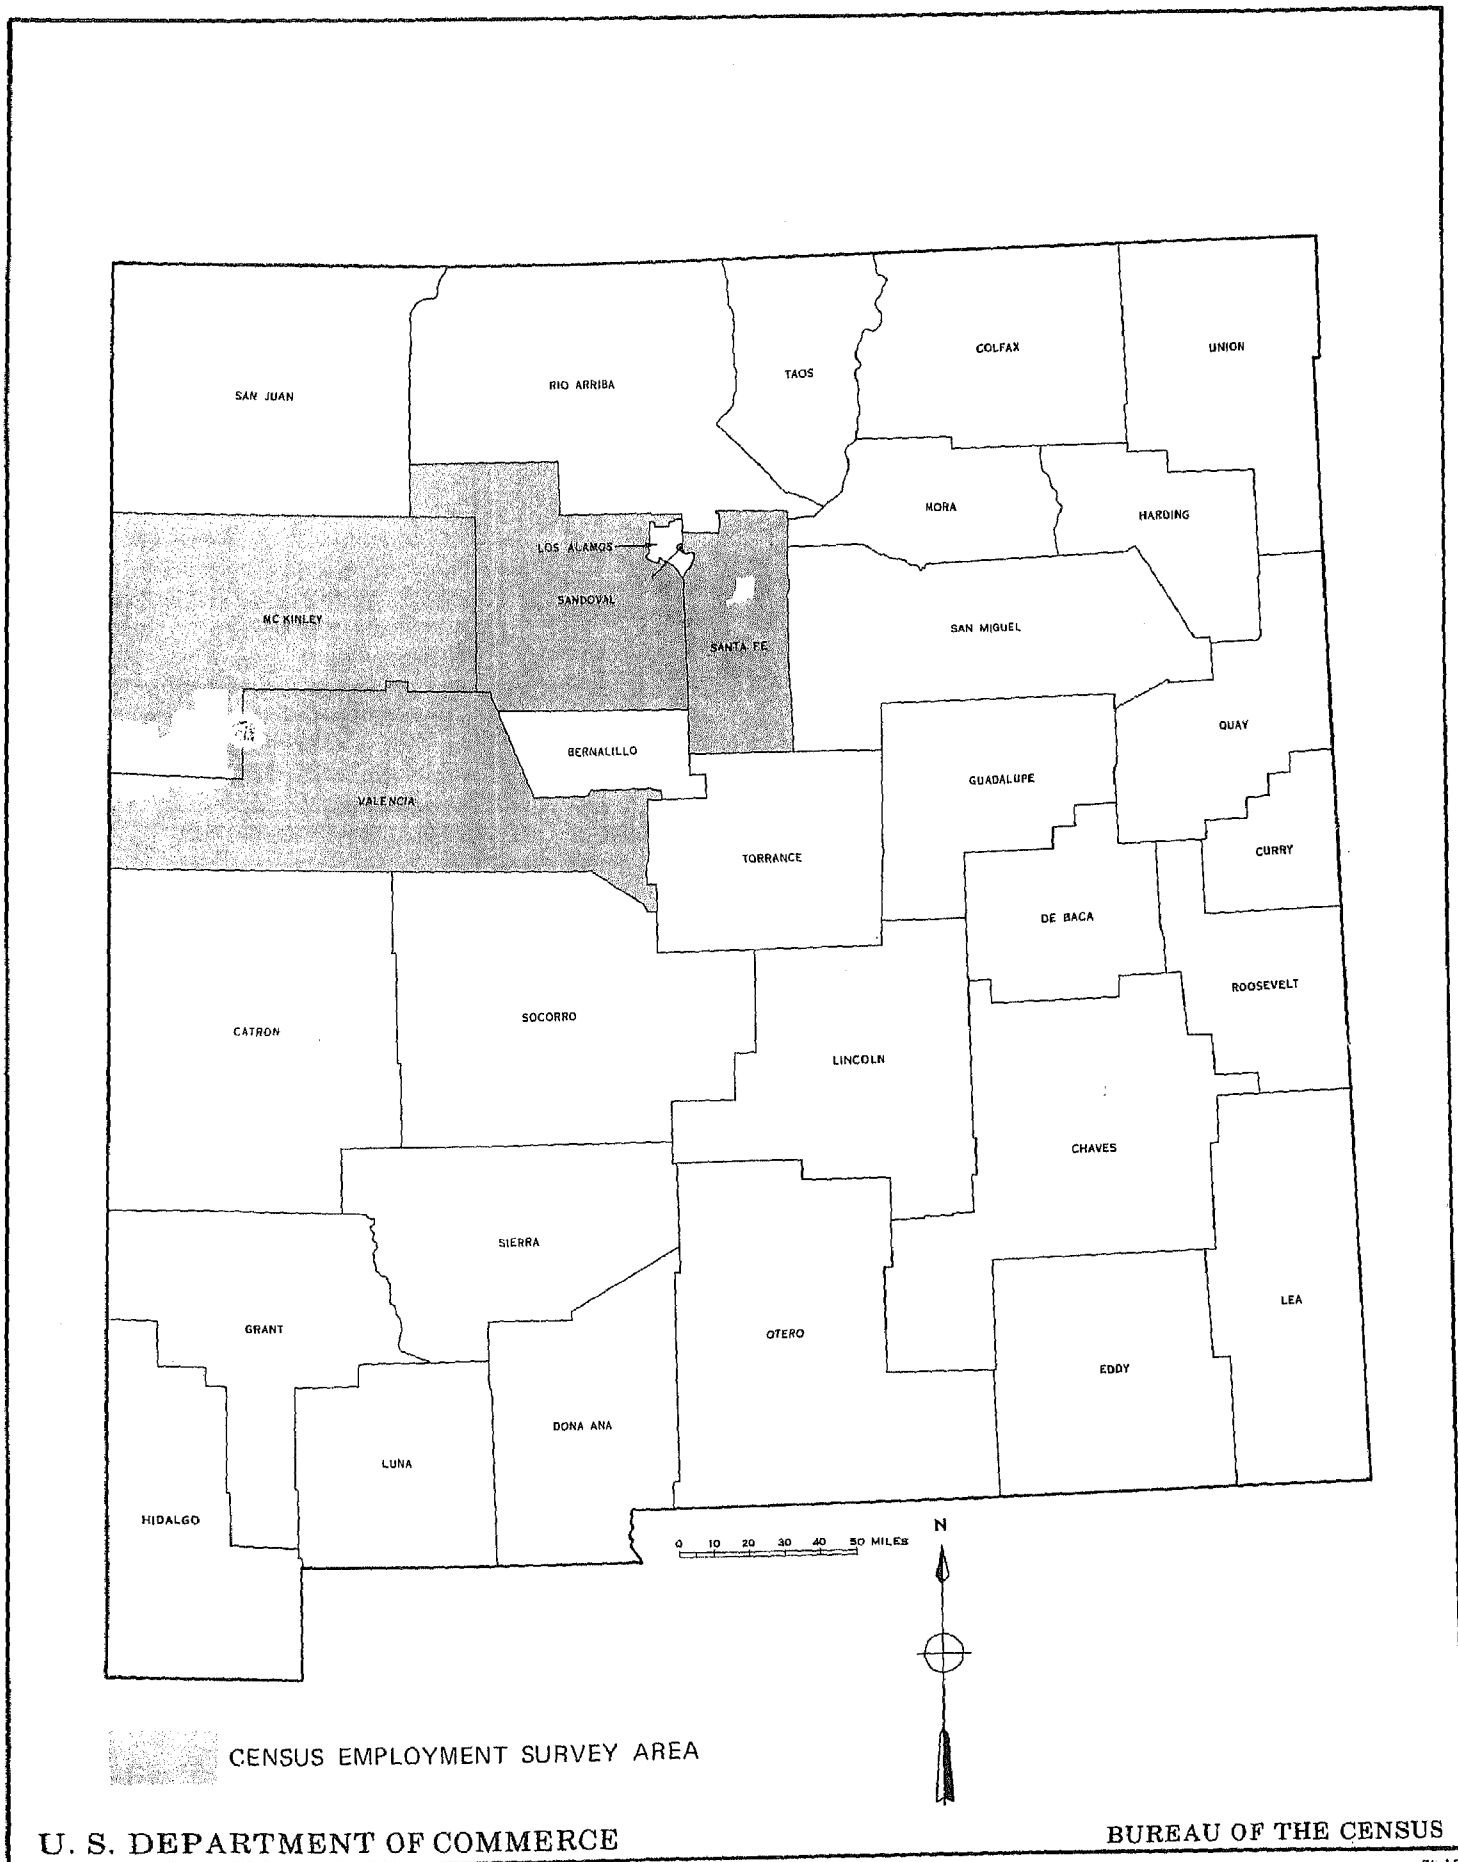 UNION
COLFAX
TAOS
RIO ARRIBA
SAN JUAN
MORA
HARDING
LOS ALAMOS
SANDOVAL
MC KINLEY
SAN MIGUEL
SANTA FE
QUAY
BERNALILLO
GUADALUPE
VALENCIA
CURRY
TORRANCE
DE BACA
ROOSEVELT
SOCORRO
CATRON
LINCOLN
CHAVES
SIERRA
LEA
GRANT
OTERO
EDDY
DONA ANA
LUNA
HIDALGO
N
0 10 20 30 40 50 MILES
CENSUS EMPLOYMENT SURVEY AREA
U. S. DEPARTMENT OF COMMERCE
BUREAU OF THE CENSUS